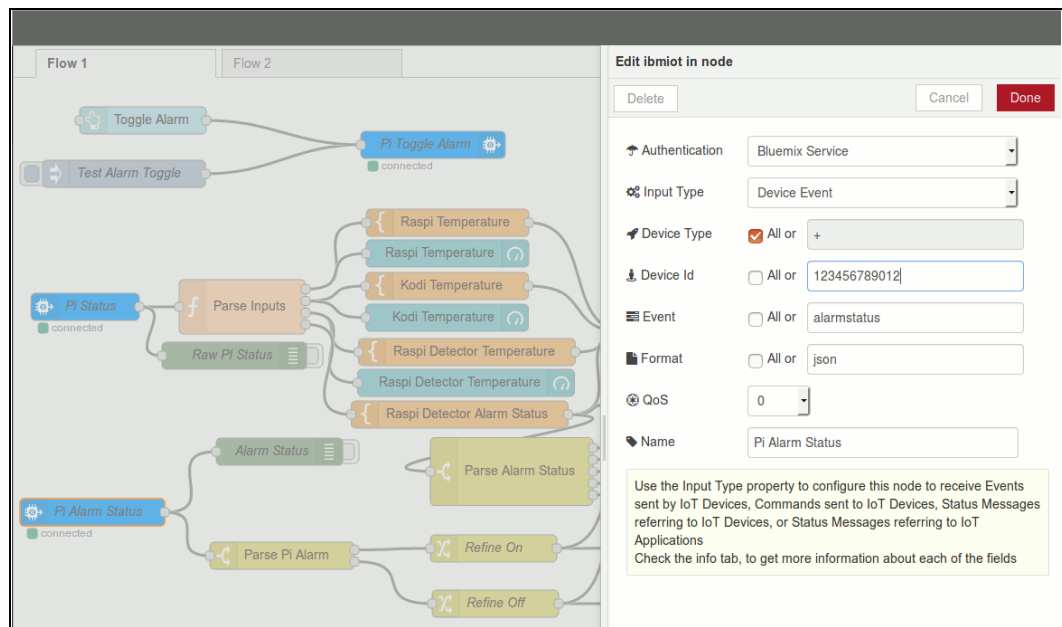 Flow 1
Flow 2
Toggle Alarm
Pi Toggle Alarm
connected
Test Alarm Toggle
Raspi Temperature
Raspi Temperature
Kodi Temperature
Pi Status
connected
Parse Inputs
Kodi Temperature
Raw PI Status
Raspi Detector Temperature
Raspi Detector Temperature
Raspi Detector Alarm Status
Alarm Status
Parse Alarm Status
Pi Alarm Status
connected
Parse Pi Alarm
Refine On
Refine Off
Edit ibmiot in node
Delete
Cancel
Done
Authentication
Bluemix Service
Input Type
Device Event
Device Type
All or
+
Device Id
All or
123456789012
Event
All or
alarmstatus
Format
All or
json
QoS
0
Name
Pi Alarm Status
Use the Input Type property to configure this node to receive Events
sent by IoT Devices, Commands sent to IoT Devices, Status Messages
referring to IoT Devices, or Status Messages referring to IoT
Applications
Check the info tab, to get more information about each of the fields